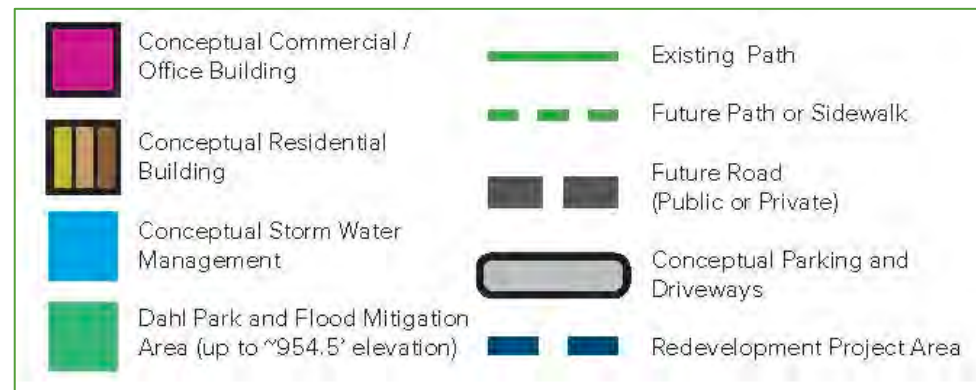 Conceptual Commercial /
Office Building
Conceptual Residential
Building
Conceptual Storm Water
Management
Dahl Park and Flood Mitigation
Area (up to ~954.5' elevation)
Existing Path
Future Path or Sidewalk
Future Road
(Public or Private)
Conceptual Parking and
Driveways
Redevelopment Project Area